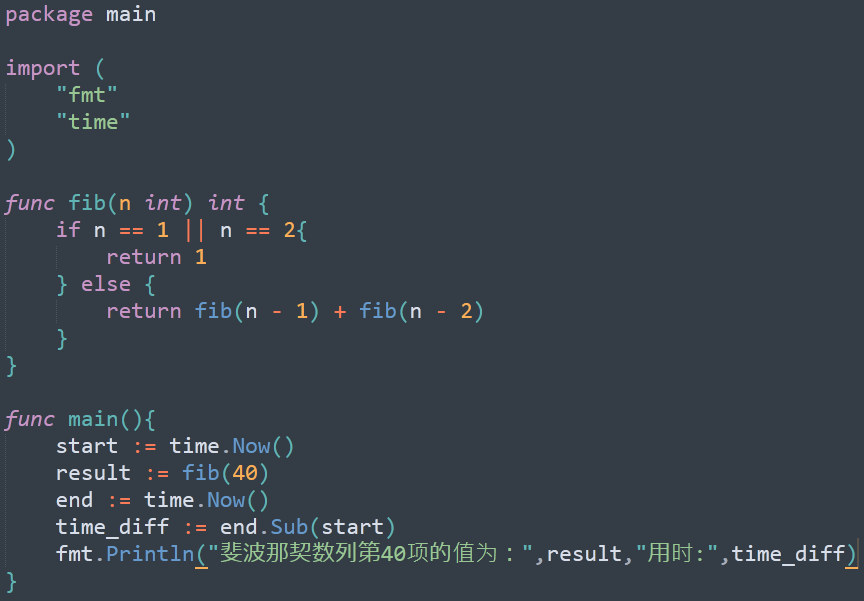 package main
import (
    "fmt"
    "time"
)
func fib(n int) int {
    if n == 1 || n == 2{
        return 1
    } else {
        return fib(n - 1) + fib(n - 2)
    }
}
func main(){
    start := time.Now()
    result := fib(40)
    end := time.Now()
    time_diff := end.Sub(start)
    fmt.Println("斐波那契数列第40项的值为：",result,"用时:",time_diff)
}